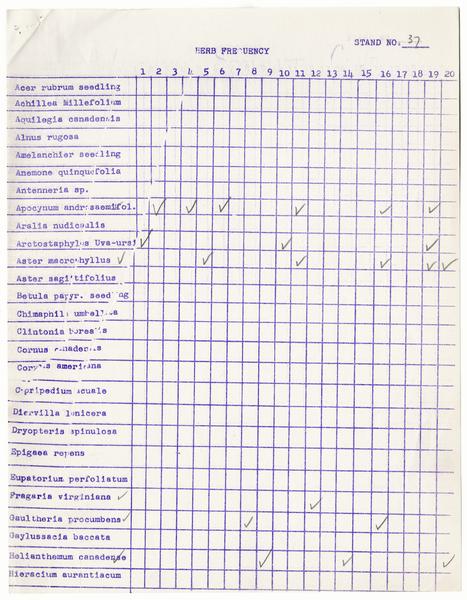 STAND NO. 37
HERB FREQUENCY
1 2 3 4 5 6 7 8 9 10 11 12 13 14 15 16 17 18 19 20
Acer rubrum seedling
Achillea Millefolium
Aquilegia canadensis
Alnus rugosa
Amelanchier seedling
Anemone quinquefolia
Antenneria sp.
Apocynum androsaemifol. ✓ ✓ ✓ ✓ ✓ ✓
Aralia nudicaulis
Arctostaphylus Uva-ursi ✓ ✓ ✓
Aster macrophyllus ✓ ✓ ✓ ✓ ✓ ✓
Aster sagittifolius
Betula papyr. seedling
Chimaphila umbellata
Clintonia borealis
Cornus canadensis
Corylus americana
Cypripedium acaule
Diervilla lonicera
Dryopteris spinulosa
Epigaea repens
Eupatorium perfoliatum
Fragaria virginiana ✓ ✓
Gaultheria procumbens ✓ ✓ ✓
Gaylussacia baccata
Helianthemum canadense ✓ ✓ ✓ ✓
Hieracium aurantiacum